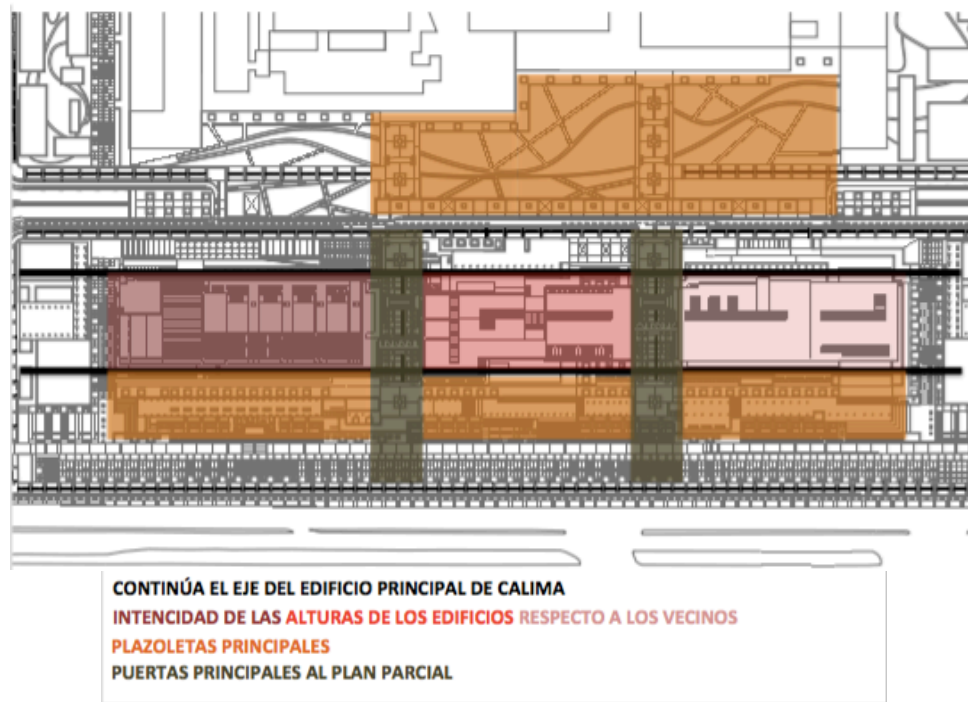 CONTINÚA EL EJE DEL EDIFICIO PRINCIPAL DE CALIMA
INTENCIDAD DE LAS ALTURAS DE LOS EDIFICIOS RESPECTO A LOS VECINOS
PLAZOLETAS PRINCIPALES
PUERTAS PRINCIPALES AL PLAN PARCIAL